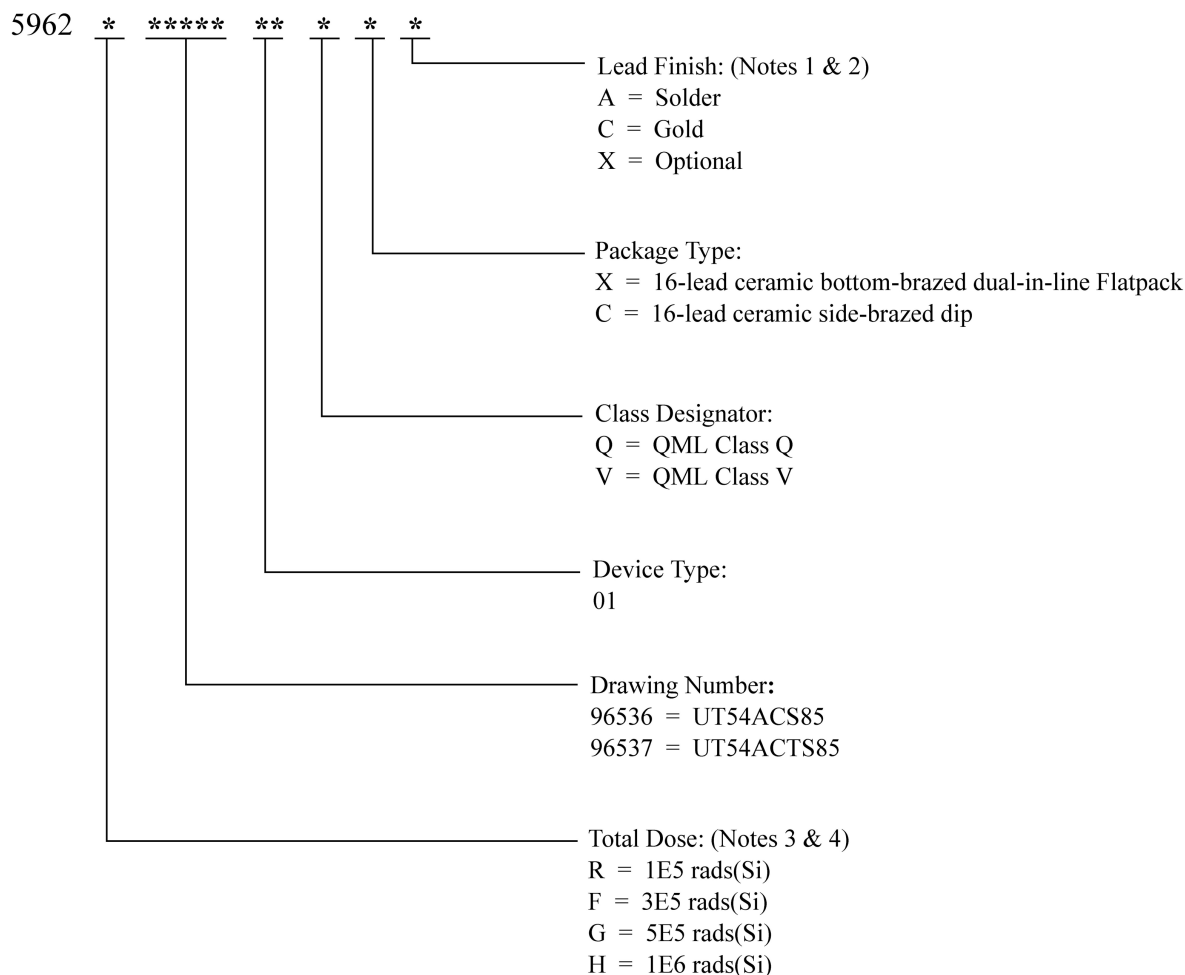 5962 * ***** ** * * *
Lead Finish: (Notes 1 & 2)
A = Solder
C = Gold
X = Optional
Package Type:
X = 16-lead ceramic bottom-brazed dual-in-line Flatpack
C = 16-lead ceramic side-brazed dip
Class Designator:
Q = QML Class Q
V = QML Class V
Device Type:
01
Drawing Number:
96536 = UT54ACS85
96537 = UT54ACTS85
Total Dose: (Notes 3 & 4)
R = 1E5 rads(Si)
F = 3E5 rads(Si)
G = 5E5 rads(Si)
H = 1E6 rads(Si)